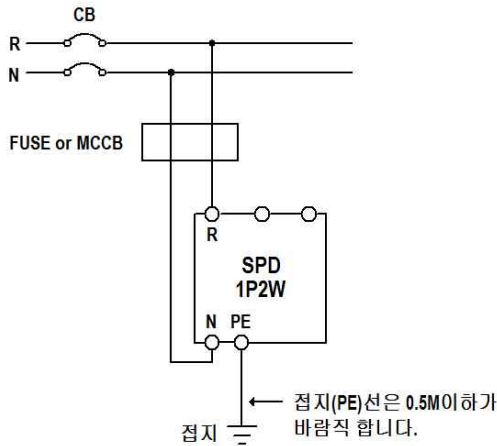 CB
R
N
FUSE or MCCB
R
SPD
1P2W
N PE
접지(PE)선은 0.5M이하가
바람직 합니다.
접지